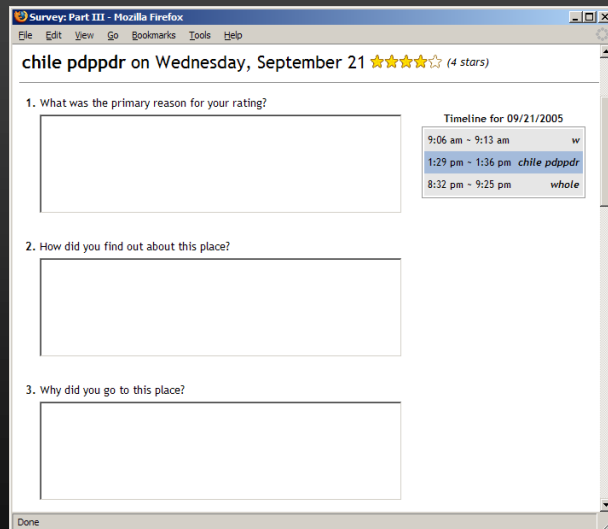 Survey: Part III - Mozilla Firefox
File Edit View Go Bookmarks Tools Help
chile pdppdr on Wednesday, September 21 (4 stars)
1. What was the primary reason for your rating?
Timeline for 09/21/2005
9:06 am ~ 9:13 am w
1:29 pm ~ 1:36 pm chile pdppdr
8:32 pm ~ 9:25 pm whole
2. How did you find out about this place?
3. Why did you go to this place?
Done